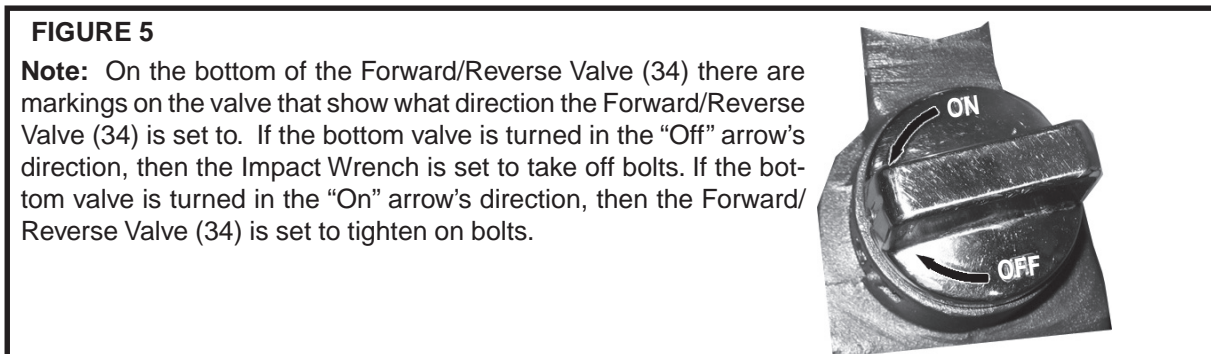 FIGURE 5
Note: On the bottom of the Forward/Reverse Valve (34) there are
markings on the valve that show what direction the Forward/Reverse
Valve (34) is set to. If the bottom valve is turned in the “Off” arrow’s
direction, then the Impact Wrench is set to take off bolts. If the bot-
tom valve is turned in the “On” arrow’s direction, then the Forward/
Reverse Valve (34) is set to tighten on bolts.
ON
OFF